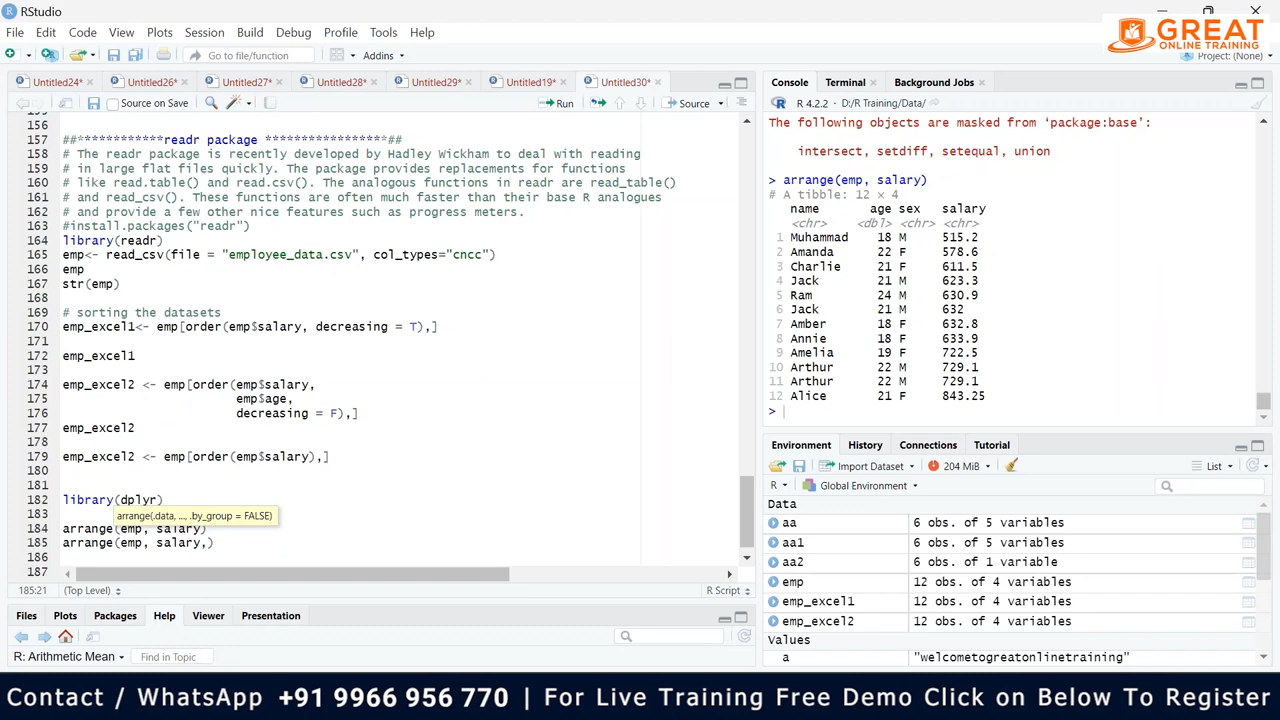 RStudio
File Edit Code View Plots Session Build Debug Profile Tools Help
GREAT
ONLINE TRAINING
Go to file/function Addins Project: (None)
Untitled24* Untitled26* Untitled27* Untitled28* Untitled29* Untitled19* Untitled30*
Source on Save Run Source
156
157 ##************readr package ****************##
158 # The readr package is recently developed by Hadley Wickham to deal with reading
159 # in large flat files quickly. The package provides replacements for functions
160 # like read.table() and read.csv(). The analogous functions in readr are read_table()
161 # and read_csv(). These functions are often much faster than their base R analogues
162 # and provide a few other nice features such as progress meters.
163 #install.packages("readr")
164 library(readr)
165 emp<- read_csv(file = "employee_data.csv", col_types="cncc")
166 emp
167 str(emp)
168
169 # sorting the datasets
170 emp_excel1<- emp[order(emp$salary, decreasing = T),]
171
172 emp_excel1
173
174 emp_excel2 <- emp[order(emp$salary,
175 emp$age,
176 decreasing = F),]
177 emp_excel2
178
179 emp_excel2 <- emp[order(emp$salary),]
180
181
182 library(dplyr)
183 arrange(.data, ..., .by_group = FALSE)
184 arrange(emp, salary)
185 arrange(emp, salary,)
186
187
185:21 (Top Level) R Script
Files Plots Packages Help Viewer Presentation
R: Arithmetic Mean Find in Topic
Console Terminal Background Jobs
R 4.2.2 . D:/R Training/Data/
The following objects are masked from ‘package:base’:
intersect, setdiff, setequal, union
> arrange(emp, salary)
# A tibble: 12 × 4
name age sex salary
<chr> <dbl> <chr> <chr>
1 Muhammad 18 M 515.2
2 Amanda 22 F 578.6
3 Charlie 21 F 611.5
4 Jack 21 M 623.3
5 Ram 24 M 630.9
6 Jack 21 M 632
7 Amber 18 F 632.8
8 Annie 18 F 633.9
9 Amelia 19 F 722.5
10 Arthur 22 M 729.1
11 Arthur 22 M 729.1
12 Alice 21 F 843.25
>
Environment History Connections Tutorial
Import Dataset 204 MiB List
R Global Environment
Data
aa 6 obs. of 5 variables
aa1 6 obs. of 5 variables
aa2 6 obs. of 1 variable
emp 12 obs. of 4 variables
emp_excel1 12 obs. of 4 variables
emp_excel2 12 obs. of 4 variables
Values
a "welcometogreatonlinetraining"
Contact / WhatsApp +91 9966 956 770 | For Live Training Free Demo Click on Below To Register